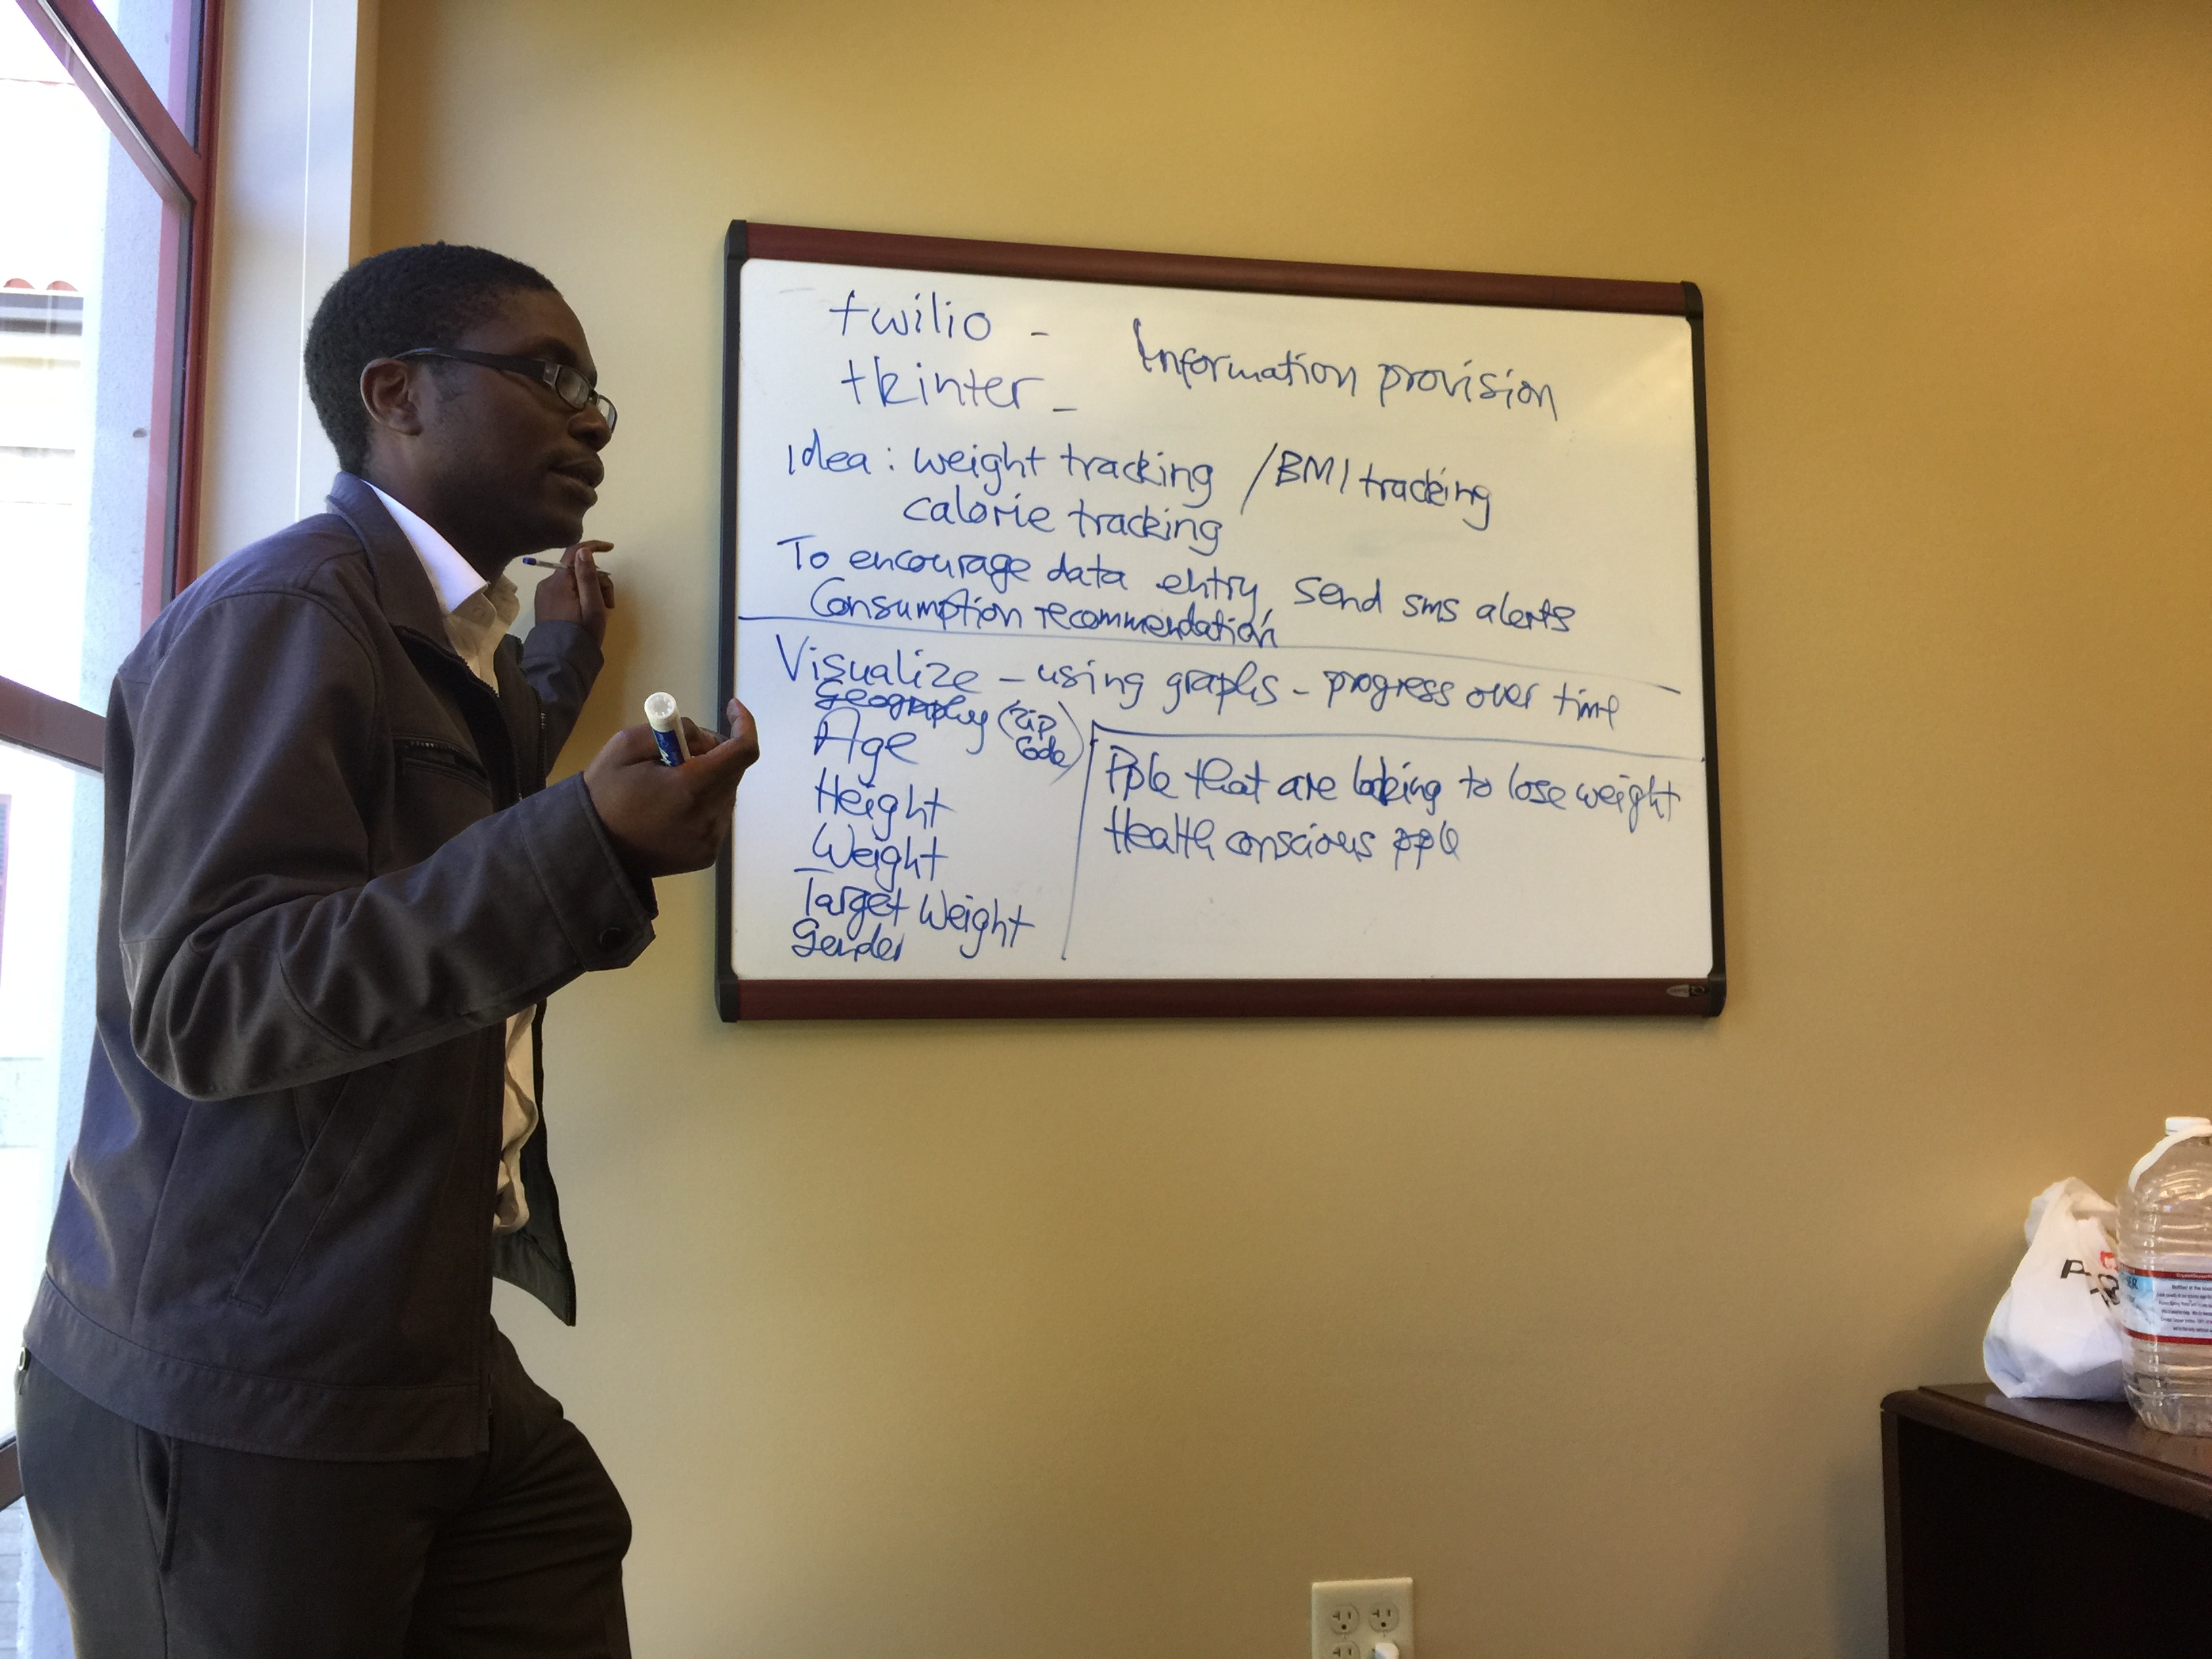 twilio -
tkinter -
Information provision
Idea: weight tracking / BMI tracking
calorie tracking
To encourage data entry, send sms alerts
Consumption recommendation
Visualize - using graphs - progress over time
Geography (Zip Code)
Age
Height
Weight
Target Weight
Gender
Pple that are looking to lose weight
Health conscious pple